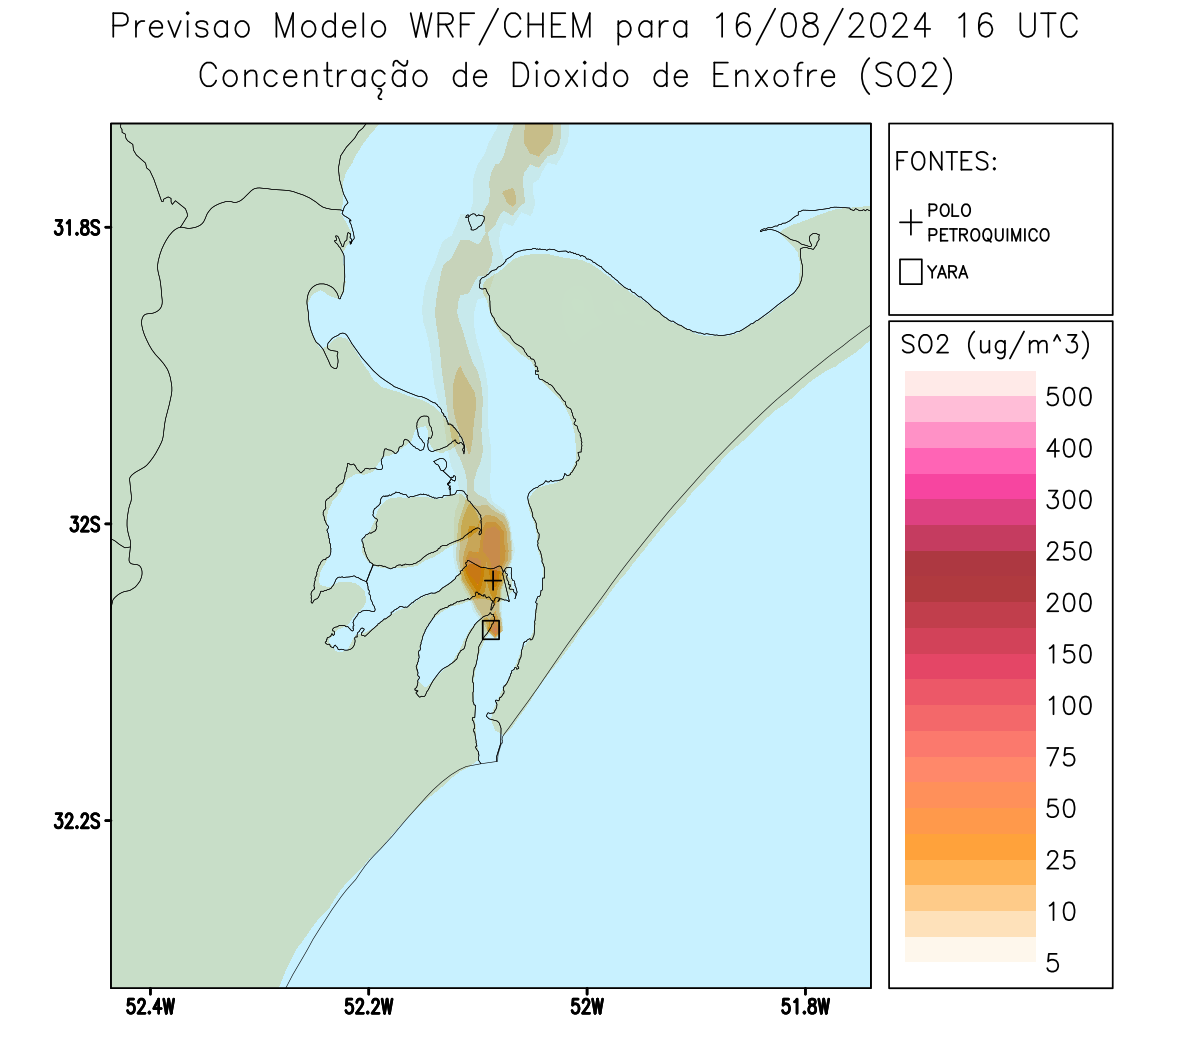 Previsao Modelo WRF/CHEM para 16/08/2024 16 UTC
Concentração de Dioxido de Enxofre (SO2)
FONTES:
POLO
PETROQUIMICO
YARA
31.8S
32S
32.2S
52.4W
52.2W
52W
51.8W
SO2 (ug/m^3)
500
400
300
250
200
150
100
75
50
25
10
5